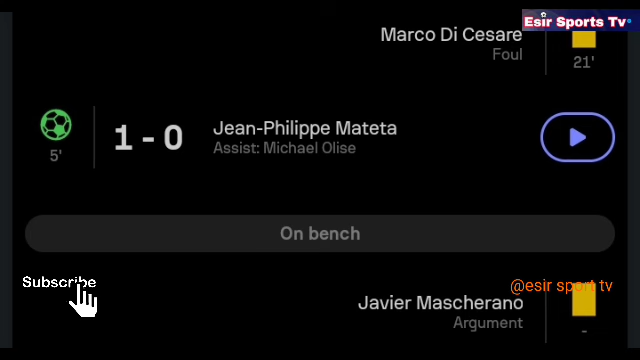 Esir Sports Tv
Marco Di Cesare
Foul
21'
1 - 0
Jean-Philippe Mateta
Assist: Michael Olise
5'
On bench
Subscribe
@esir sport tv
Javier Mascherano
Argument
-